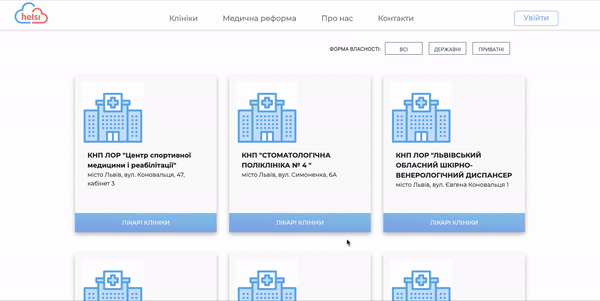 helsi
Клініки Медична реформа Про нас Контакти Увійти
ФОРМА ВЛАСНОСТІ: ВСІ ДЕРЖАВНІ ПРИВАТНІ
КНП ЛОР "Центр спортивної
медицини і реабілітації"
місто Львів, вул. Коновальця, 47,
кабінет 3
ЛІКАРІ КЛІНІКИ
КНП "СТОМАТОЛОГІЧНА
ПОЛІКЛІНІКА № 4 "
місто Львів, вул. Симоненка, 6А
ЛІКАРІ КЛІНІКИ
КНП ЛОР "ЛЬВІВСЬКИЙ
ОБЛАСНИЙ ШКІРНО-
ВЕНЕРОЛОГІЧНИЙ ДИСПАНСЕР
місто Львів, вул. Євгена Коновальця 1
ЛІКАРІ КЛІНІКИ